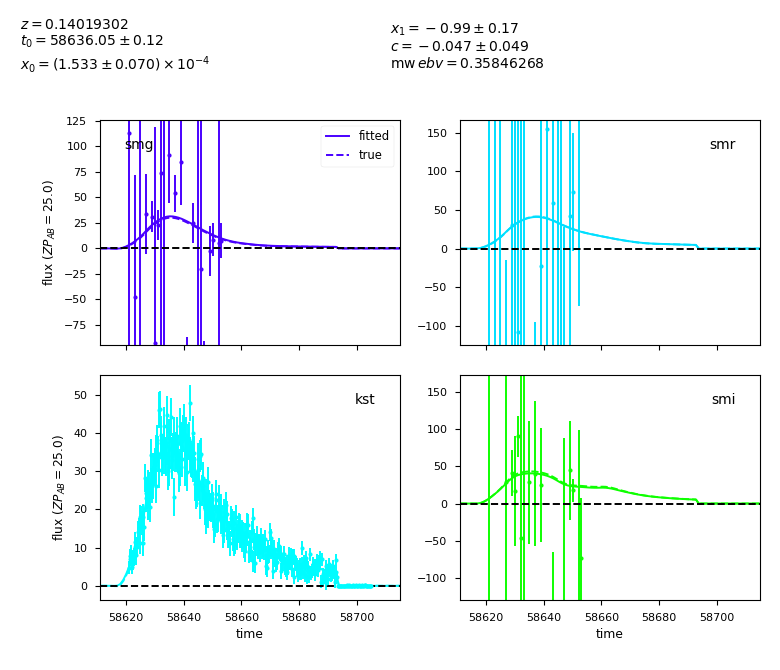 z = 0.14019302
t₀ = 58636.05 ± 0.12
x₀ = (1.533 ± 0.070) × 10⁻⁴
x₁ = −0.99 ± 0.17
c = −0.047 ± 0.049
mw ebv = 0.35846268
smg
fitted
true
125
100
75
50
25
0
−25
−50
−75
flux (ZP_AB = 25.0)
smr
150
100
50
0
−50
−100
kst
50
40
30
20
10
0
flux (ZP_AB = 25.0)
58620 58640 58660 58680 58700
time
smi
150
100
50
0
−50
−100
58620 58640 58660 58680 58700
time